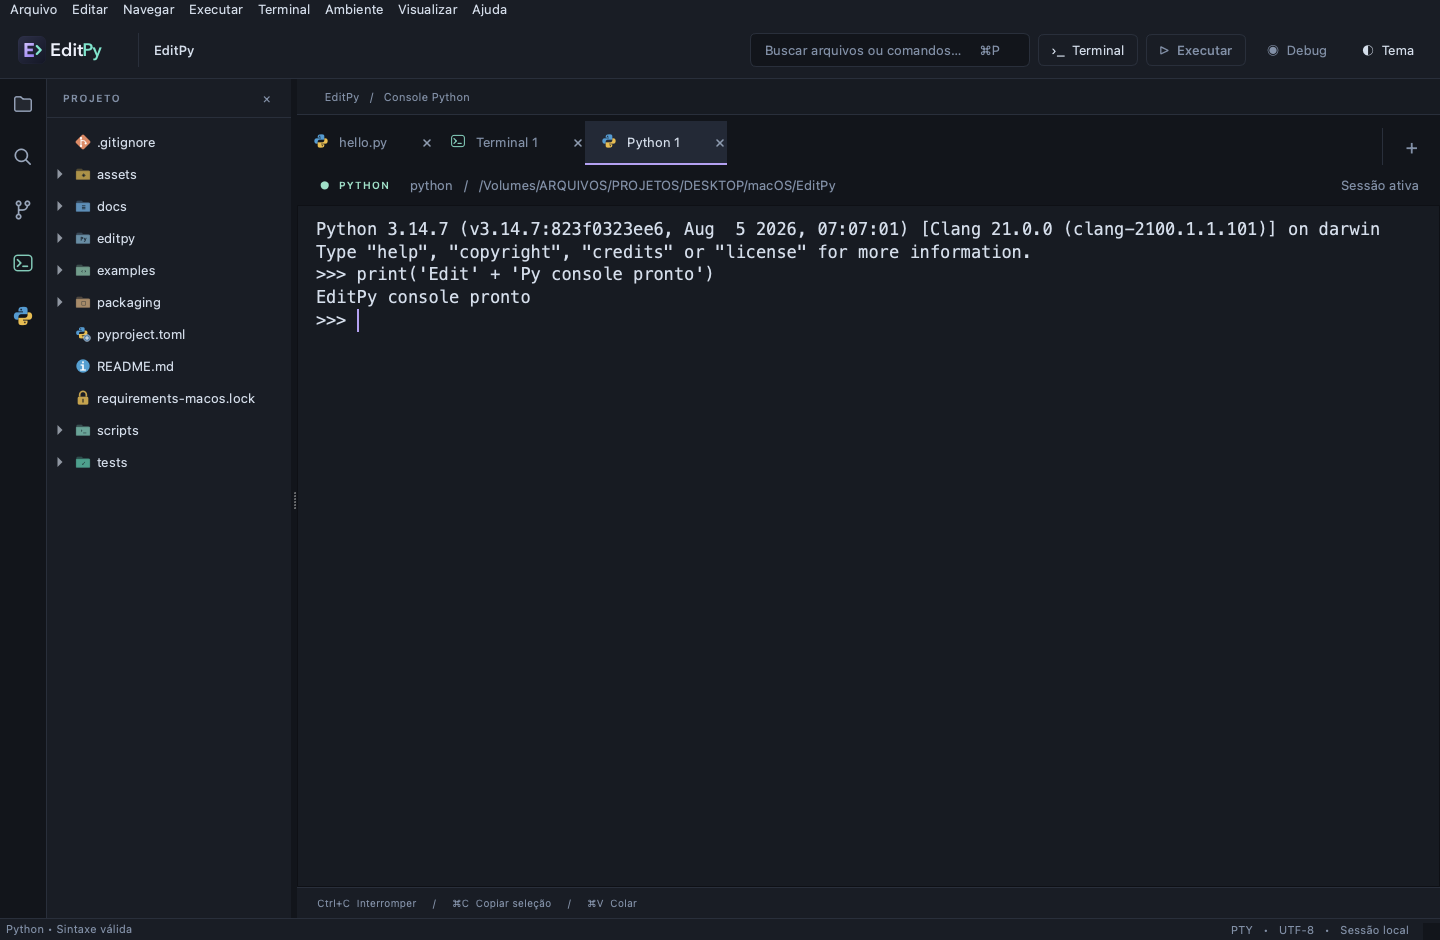 Arquivo Editar Navegar Executar Terminal Ambiente Visualizar Ajuda
E> EditPy EditPy Buscar arquivos ou comandos... ⌘P ›_ Terminal ▷ Executar ◉ Debug ◐ Tema
PROJETO ×
.gitignore
assets
docs
editpy
examples
packaging
pyproject.toml
README.md
requirements-macos.lock
scripts
tests
EditPy / Console Python
hello.py × Terminal 1 × Python 1 × +
● PYTHON python / /Volumes/ARQUIVOS/PROJETOS/DESKTOP/macOS/EditPy Sessão ativa
Python 3.14.7 (v3.14.7:823f0323ee6, Aug  5 2026, 07:07:01) [Clang 21.0.0 (clang-2100.1.1.101)] on darwin
Type "help", "copyright", "credits" or "license" for more information.
>>> print('Edit' + 'Py console pronto')
EditPy console pronto
>>>
Ctrl+C Interromper / ⌘C Copiar seleção / ⌘V Colar
Python • Sintaxe válida PTY • UTF-8 • Sessão local